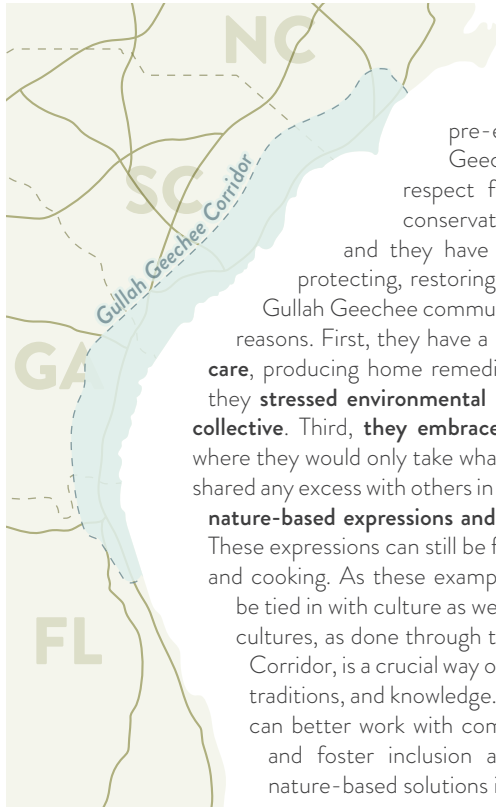 NC
SC
GA
FL
Gullah Geechee Corridor
respect
conservat
and they have
protecting, restoring,
Gullah Geechee commu
reasons. First, they have a
care, producing home remedi
they stressed environmental
collective. Third, they embrace
where they would only take wha
shared any excess with others in
nature-based expressions and
These expressions can still be f
and cooking. As these examp
be tied in with culture as we
cultures, as done through t
Corridor, is a crucial way o
traditions, and knowledge.
can better work with com
and foster inclusion a
nature-based solutions i